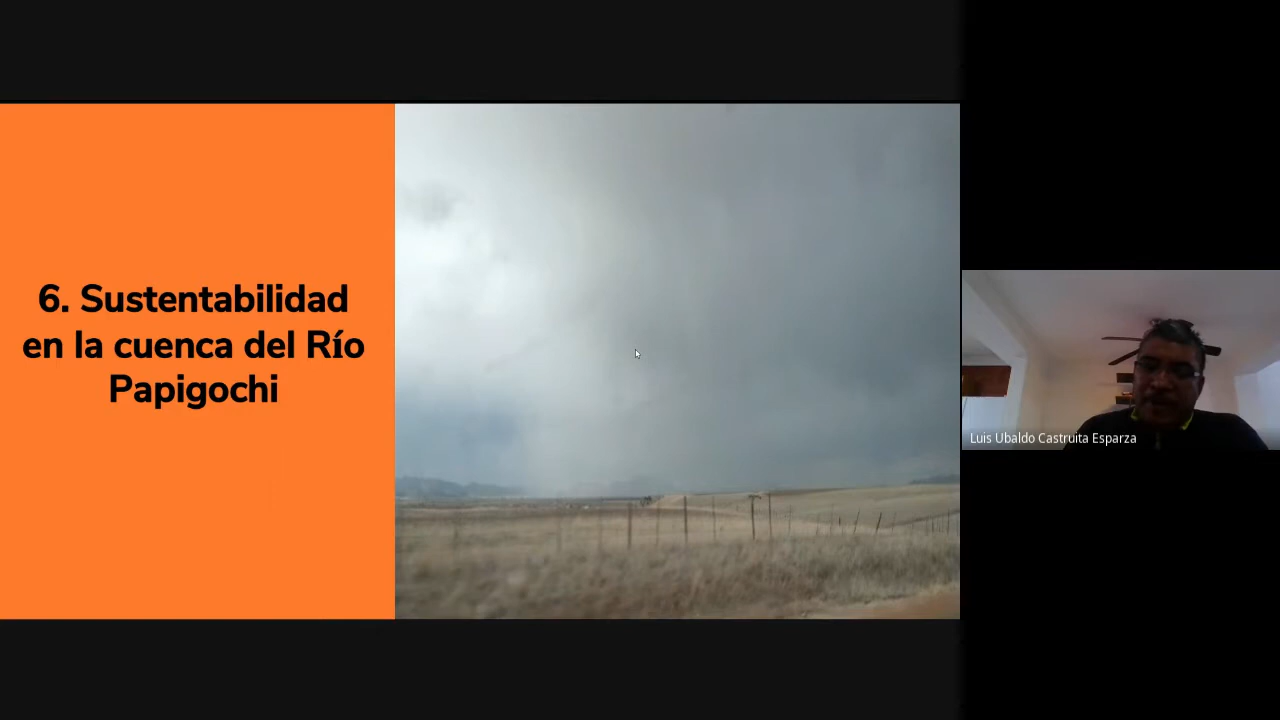 6. Sustentabilidad
en la cuenca del Río
Papigochi
Luis Ubaldo Castruita Esparza